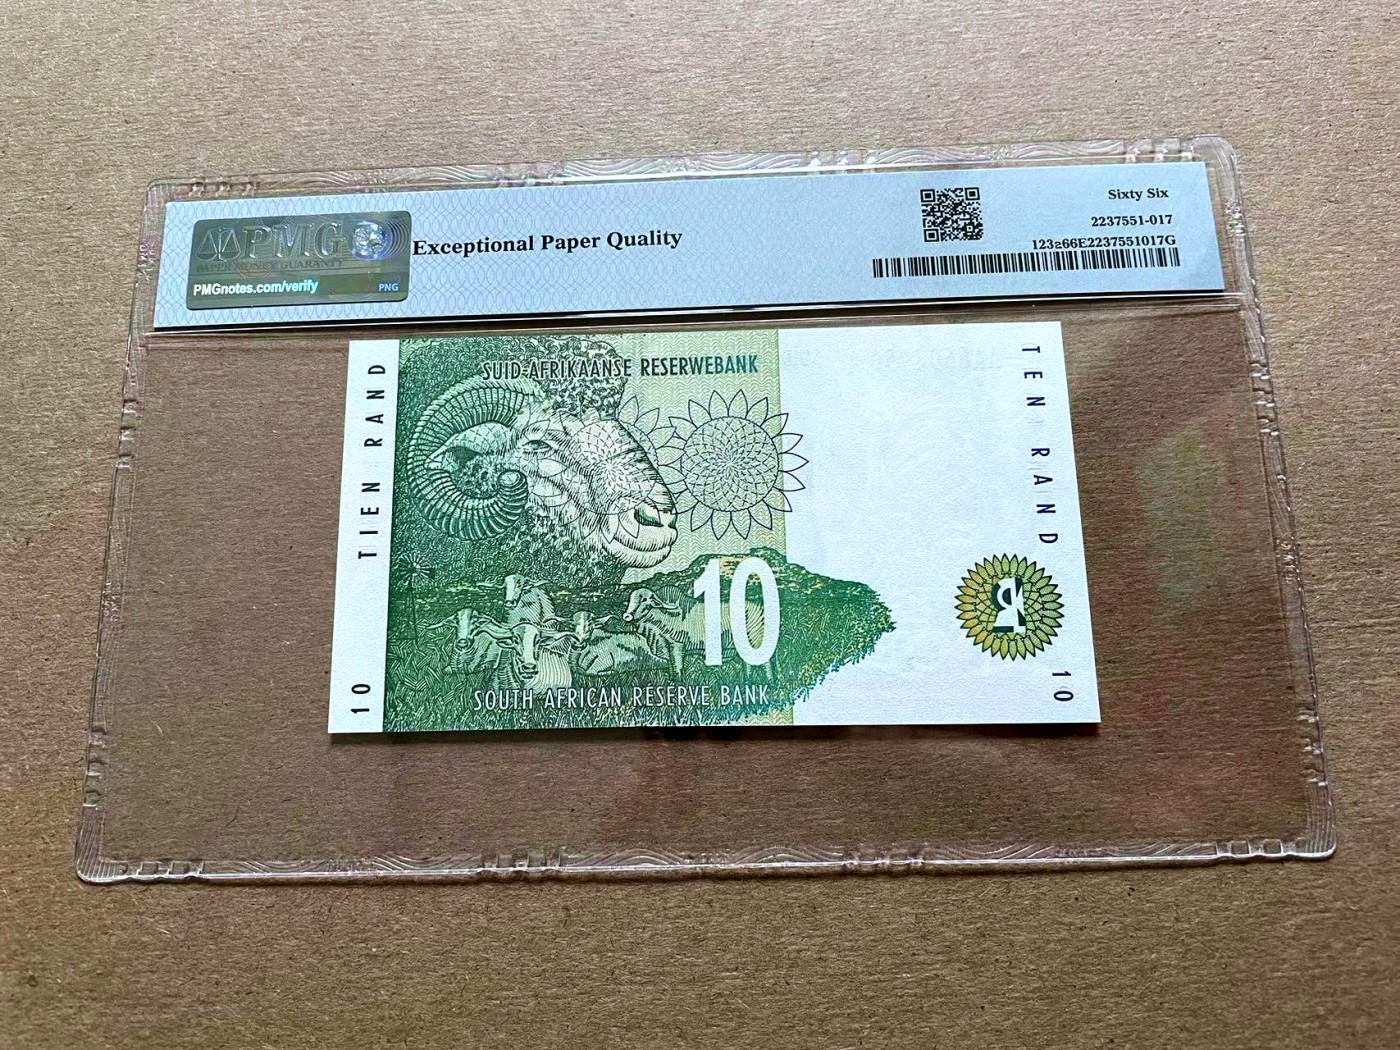 PMG
PAPER MONEY GUARANTY
PMGnotes.com/verify
PNG
Exceptional Paper Quality
Sixty Six
2237551-017
123a66E2237551017G
SUID-AFRIKAANSE RESERWEBANK
TIEN RAND
10
TEN RAND
10
10
SOUTH AFRICAN RESERVE BANK